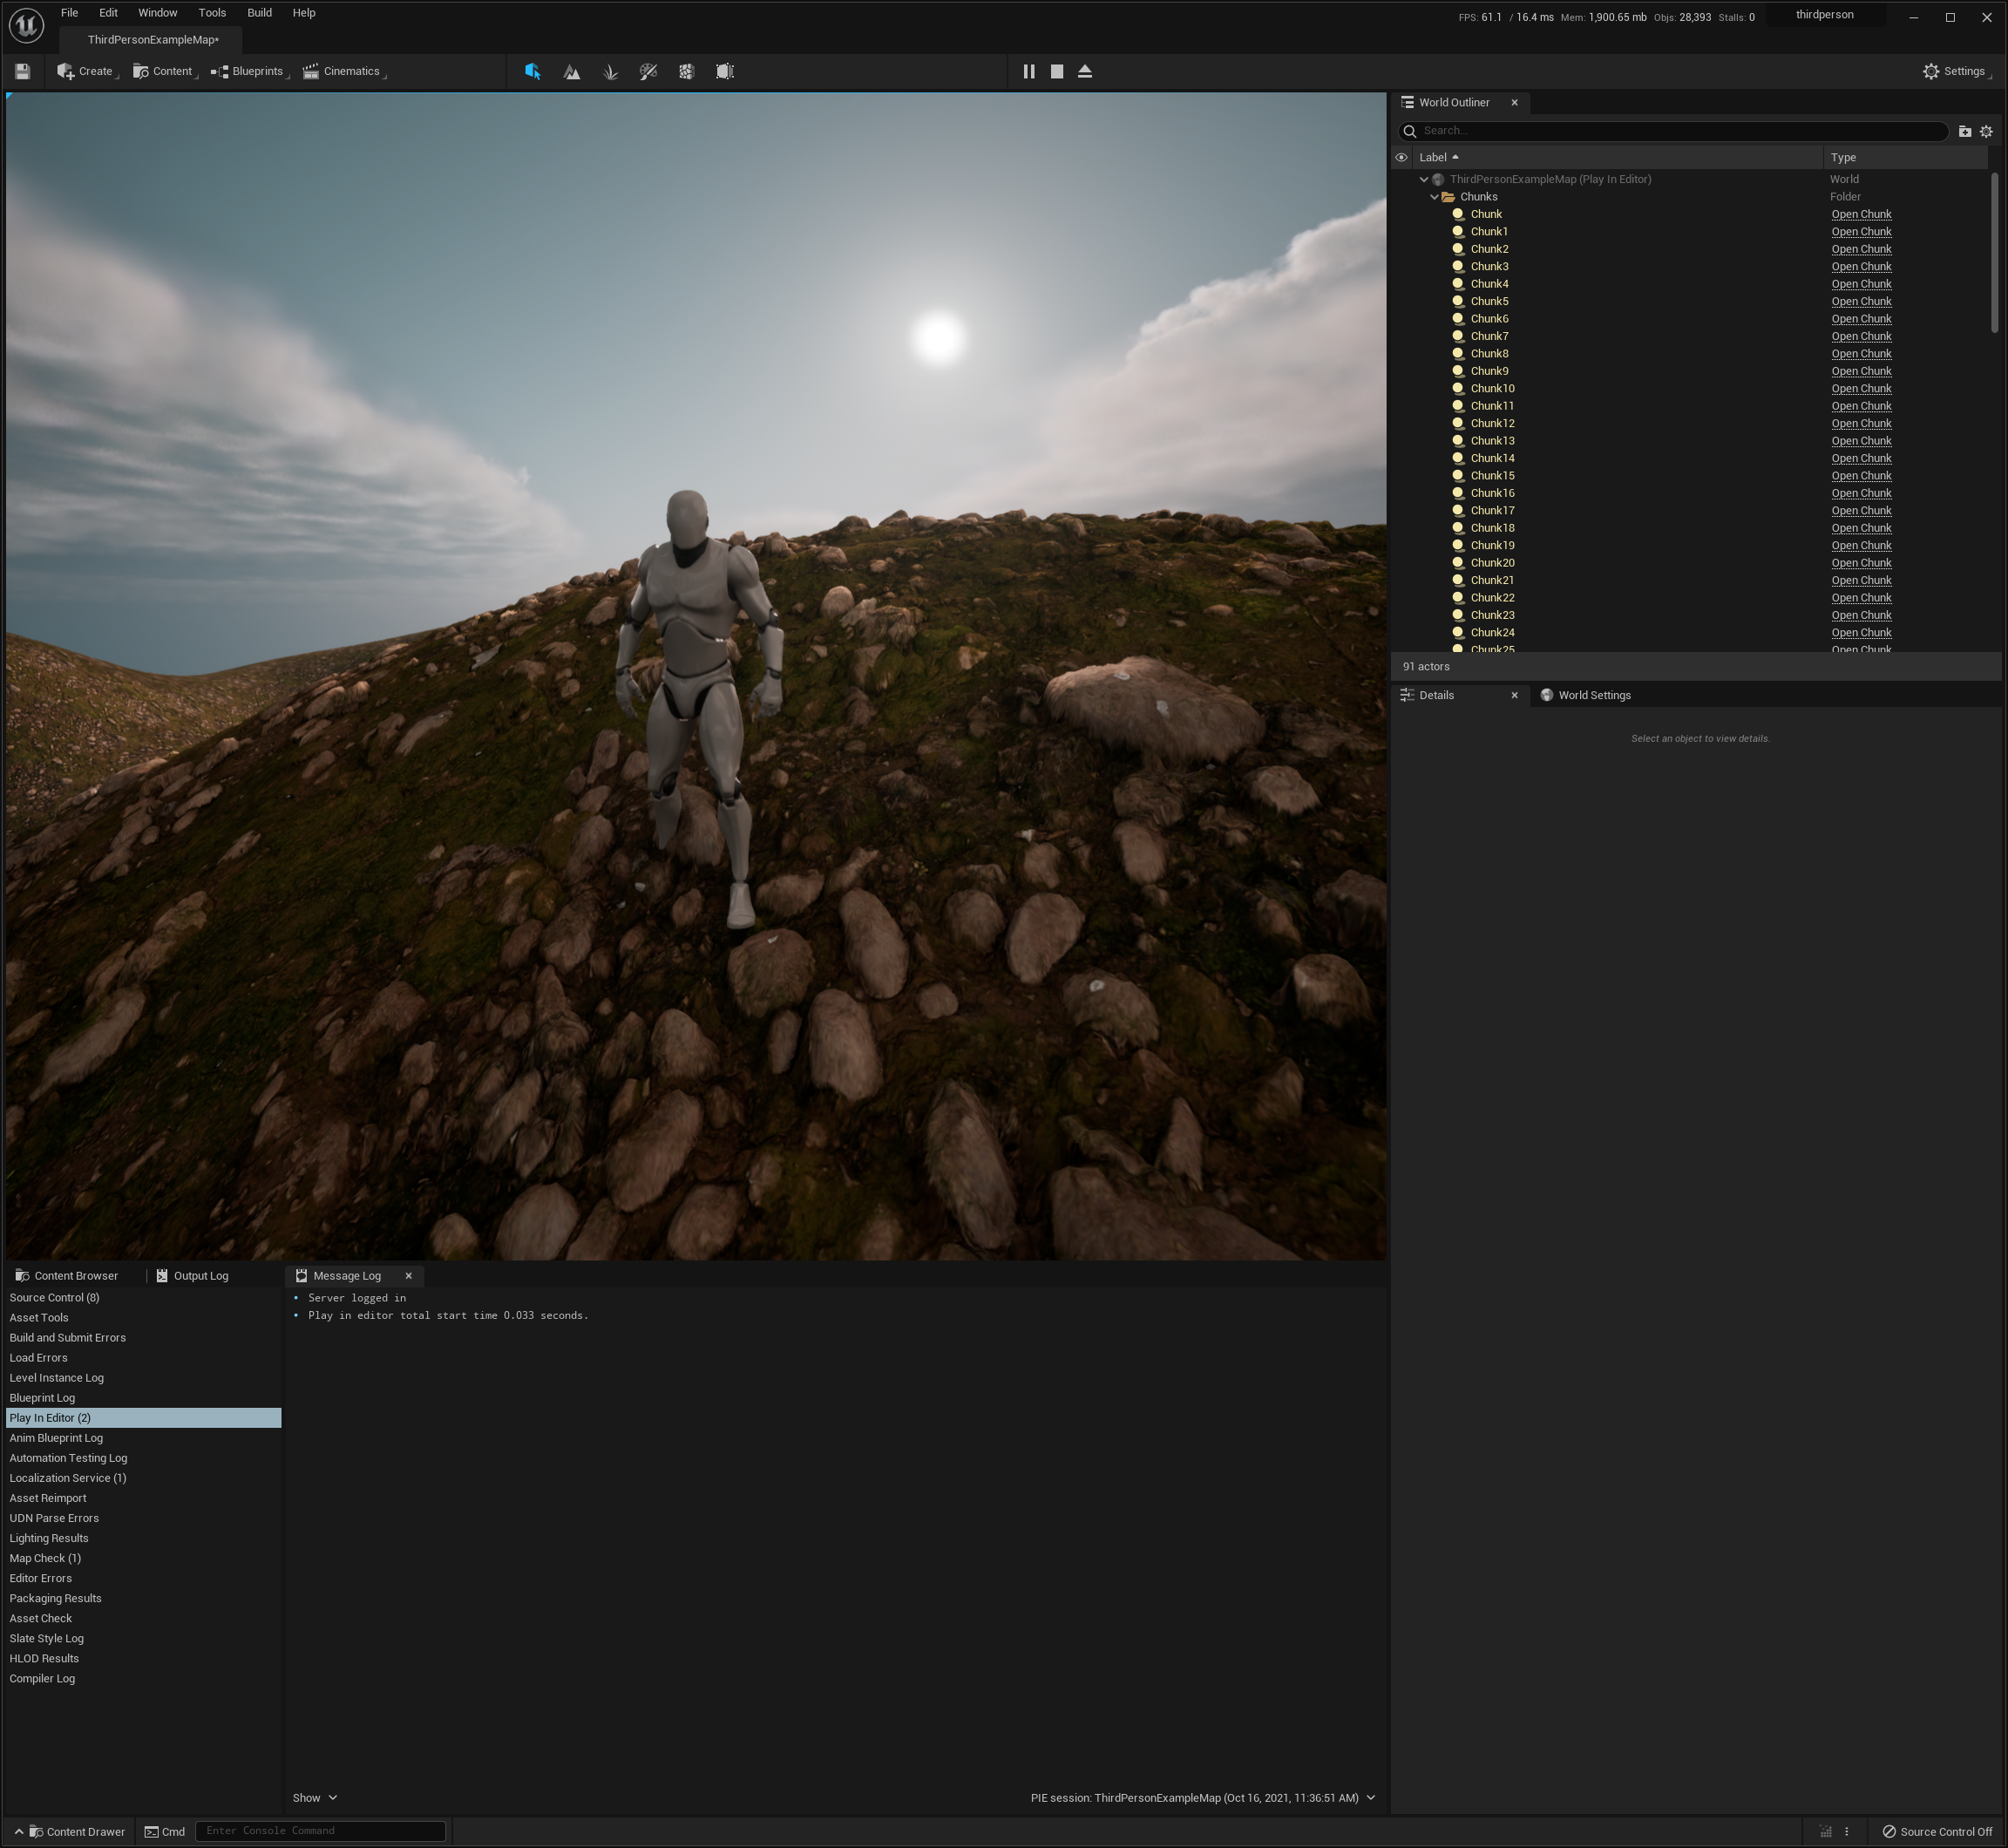 File Edit Window Tools Build Help
FPS: 61.1 / 16.4 ms Mem: 1,900.65 mb Objs: 28,393 Stalls: 0
thirdperson
ThirdPersonExampleMap*
Create Content Blueprints Cinematics Settings
World Outliner
Search...
Label Type
ThirdPersonExampleMap (Play In Editor) World
Chunks Folder
Chunk Open Chunk
Chunk1 Open Chunk
Chunk2 Open Chunk
Chunk3 Open Chunk
Chunk4 Open Chunk
Chunk5 Open Chunk
Chunk6 Open Chunk
Chunk7 Open Chunk
Chunk8 Open Chunk
Chunk9 Open Chunk
Chunk10 Open Chunk
Chunk11 Open Chunk
Chunk12 Open Chunk
Chunk13 Open Chunk
Chunk14 Open Chunk
Chunk15 Open Chunk
Chunk16 Open Chunk
Chunk17 Open Chunk
Chunk18 Open Chunk
Chunk19 Open Chunk
Chunk20 Open Chunk
Chunk21 Open Chunk
Chunk22 Open Chunk
Chunk23 Open Chunk
Chunk24 Open Chunk
Chunk25 Open Chunk
91 actors
Details World Settings
Select an object to view details.
Content Browser Output Log Message Log
Source Control (8)
Asset Tools
Build and Submit Errors
Load Errors
Level Instance Log
Blueprint Log
Play In Editor (2)
Anim Blueprint Log
Automation Testing Log
Localization Service (1)
Asset Reimport
UDN Parse Errors
Lighting Results
Map Check (1)
Editor Errors
Packaging Results
Asset Check
Slate Style Log
HLOD Results
Compiler Log
Server logged in
Play in editor total start time 0.033 seconds.
Show
PIE session: ThirdPersonExampleMap (Oct 16, 2021, 11:36:51 AM)
Content Drawer Cmd Enter Console Command
Source Control Off